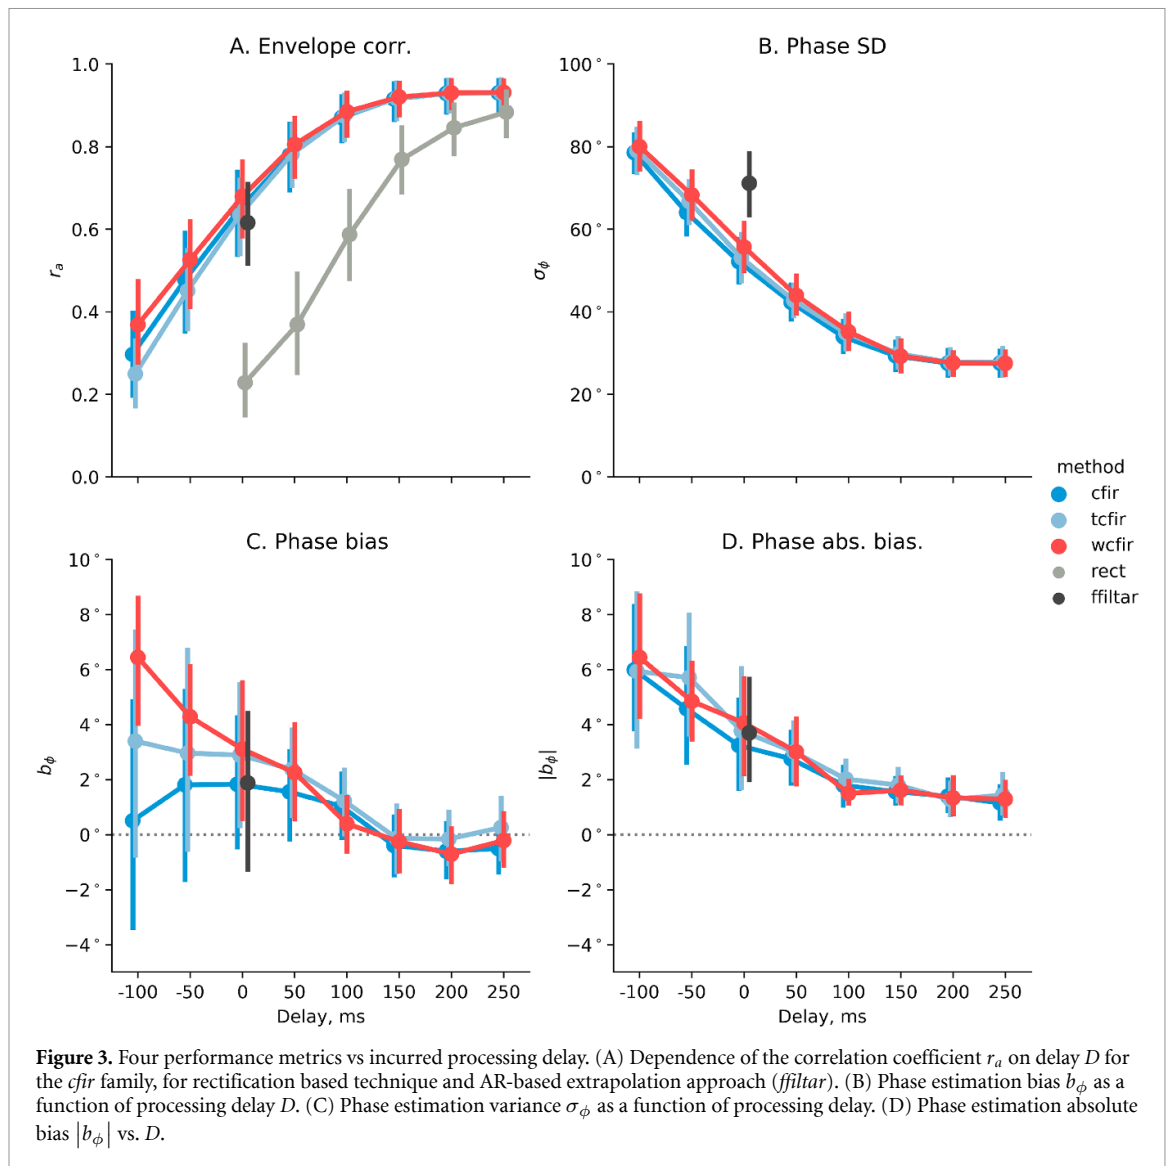 A. Envelope corr.
1.0
0.8
0.6
0.4
0.2
0.0
rₐ
B. Phase SD
100°
80°
60°
40°
20°
0°
σ_ϕ
method
cfir
tcfir
wcfir
rect
ffiltar
C. Phase bias
10°
8°
6°
4°
2°
0°
−2°
−4°
b_ϕ
-100 -50 0 50 100 150 200 250
Delay, ms
D. Phase abs. bias.
10°
8°
6°
4°
2°
0°
−2°
−4°
|b_ϕ|
-100 -50 0 50 100 150 200 250
Delay, ms
Figure 3. Four performance metrics vs incurred processing delay. (A) Dependence of the correlation coefficient rₐ on delay D for
the cfir family, for rectification based technique and AR-based extrapolation approach (ffiltar). (B) Phase estimation bias b_ϕ as a
function of processing delay D. (C) Phase estimation variance σ_ϕ as a function of processing delay. (D) Phase estimation absolute
bias |b_ϕ| vs. D.